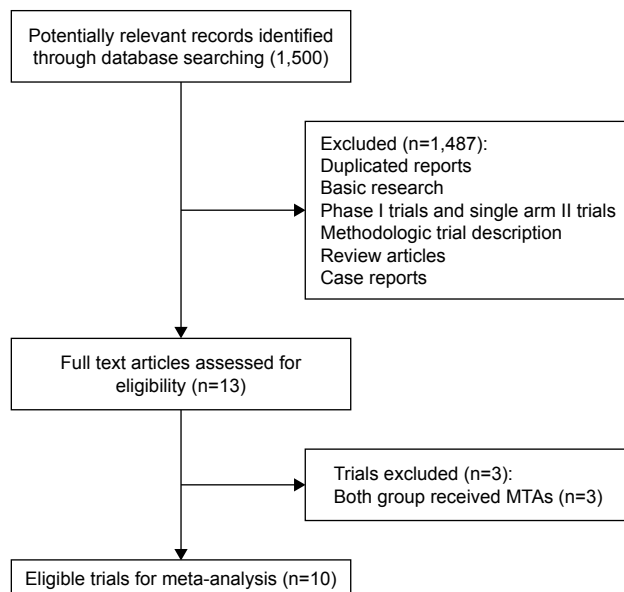 Potentially relevant records identified
through database searching (1,500)
Excluded (n=1,487):
Duplicated reports
Basic research
Phase I trials and single arm II trials
Methodologic trial description
Review articles
Case reports
Full text articles assessed for
eligibility (n=13)
Trials excluded (n=3):
Both group received MTAs (n=3)
Eligible trials for meta-analysis (n=10)